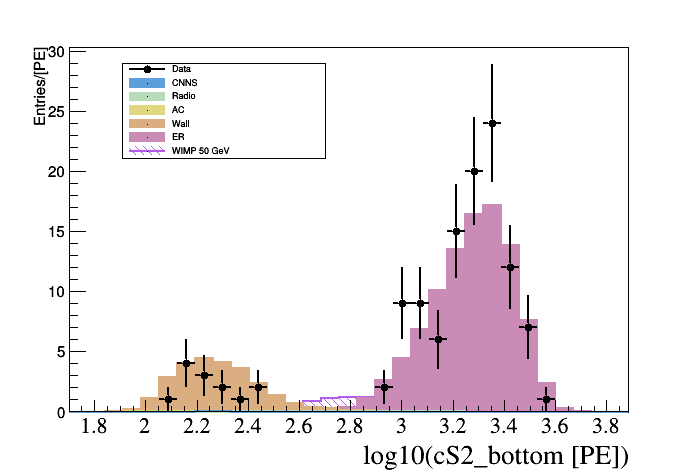 Entries/[PE]
30
25
20
15
10
5
0
Data
CNNS
Radio
AC
Wall
ER
WIMP 50 GeV
1.8 2 2.2 2.4 2.6 2.8 3 3.2 3.4 3.6 3.8
log10(cS2_bottom [PE])